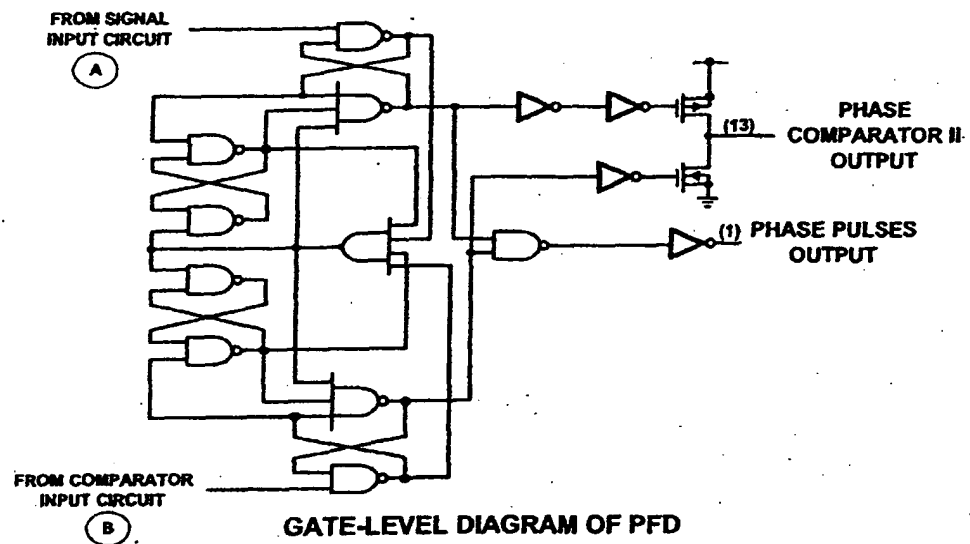 FROM SIGNAL
INPUT CIRCUIT
A
(13)
PHASE
COMPARATOR II
OUTPUT
(1)
PHASE PULSES
OUTPUT
FROM COMPARATOR
INPUT CIRCUIT
B
GATE-LEVEL DIAGRAM OF PFD